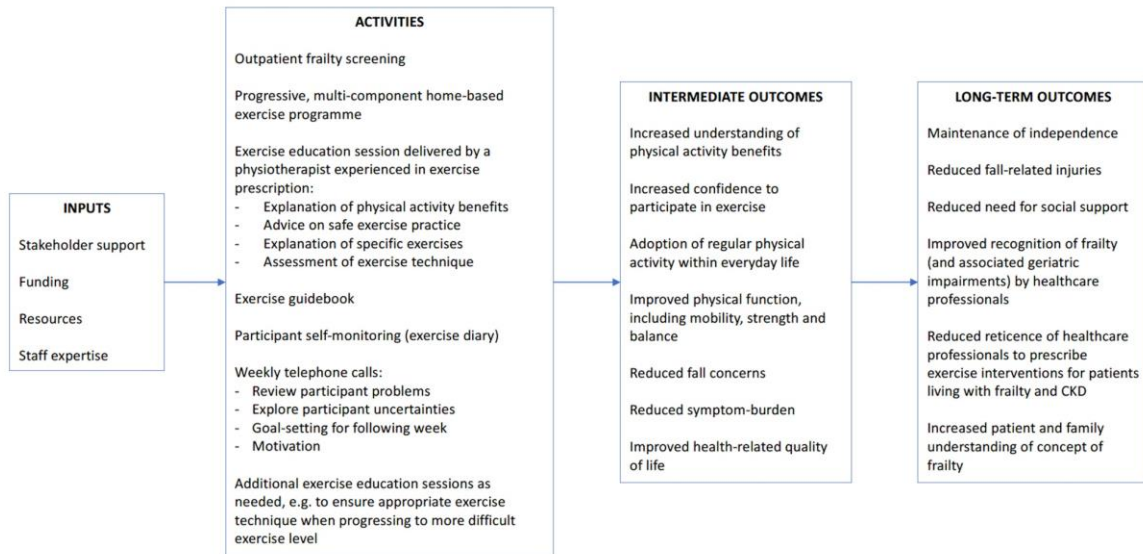 INPUTS
Stakeholder support
Funding
Resources
Staff expertise
ACTIVITIES
Outpatient frailty screening
Progressive, multi-component home-based
exercise programme
Exercise education session delivered by a
physiotherapist experienced in exercise
prescription:
- Explanation of physical activity benefits
- Advice on safe exercise practice
- Explanation of specific exercises
- Assessment of exercise technique
Exercise guidebook
Participant self-monitoring (exercise diary)
Weekly telephone calls:
- Review participant problems
- Explore participant uncertainties
- Goal-setting for following week
- Motivation
Additional exercise education sessions as
needed, e.g. to ensure appropriate exercise
technique when progressing to more difficult
exercise level
INTERMEDIATE OUTCOMES
Increased understanding of
physical activity benefits
Increased confidence to
participate in exercise
Adoption of regular physical
activity within everyday life
Improved physical function,
including mobility, strength and
balance
Reduced fall concerns
Reduced symptom-burden
Improved health-related quality
of life
LONG-TERM OUTCOMES
Maintenance of independence
Reduced fall-related injuries
Reduced need for social support
Improved recognition of frailty
(and associated geriatric
impairments) by healthcare
professionals
Reduced reticence of healthcare
professionals to prescribe
exercise interventions for patients
living with frailty and CKD
Increased patient and family
understanding of concept of
frailty